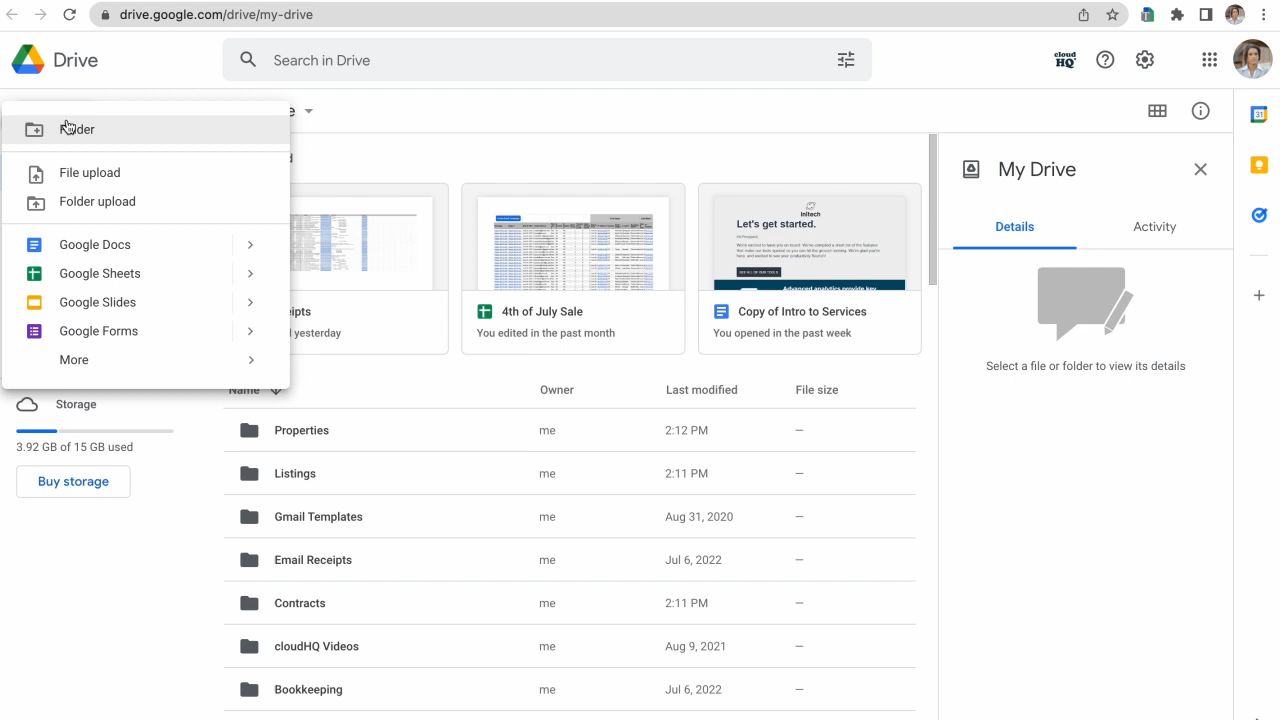 drive.google.com/drive/my-drive
Drive
Search in Drive
cloud
HQ
e
Folder
File upload
Folder upload
Google Docs
Google Sheets
Google Slides
Google Forms
More
Storage
3.92 GB of 15 GB used
Buy storage
d
ipts
yesterday
4th of July Sale
You edited in the past month
Initech
Let's get started.
Copy of Intro to Services
You opened in the past week
Name
Owner
Last modified
File size
Properties
me
2:12 PM
–
Listings
me
2:11 PM
–
Gmail Templates
me
Aug 31, 2020
–
Email Receipts
me
Jul 6, 2022
–
Contracts
me
2:11 PM
–
cloudHQ Videos
me
Aug 9, 2021
–
Bookkeeping
me
Jul 6, 2022
–
My Drive
Details
Activity
Select a file or folder to view its details
31